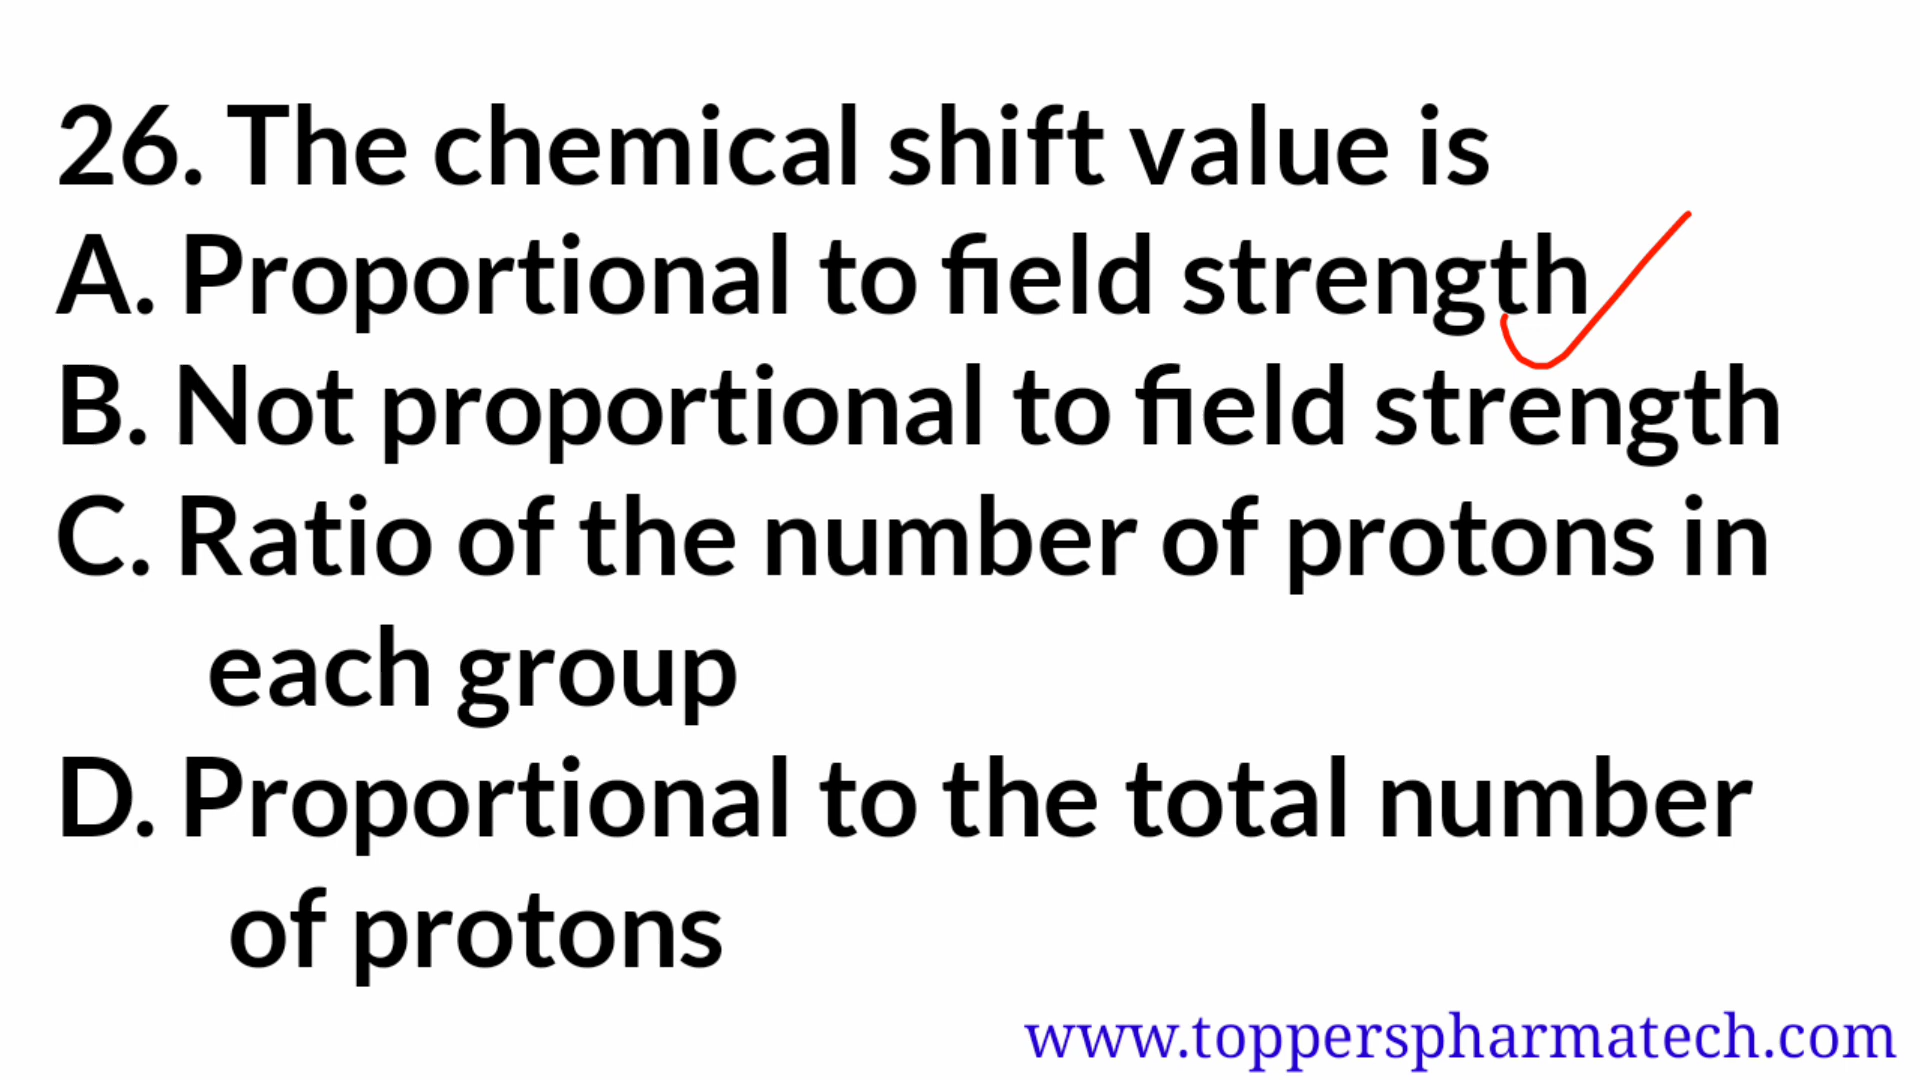 26. The chemical shift value is
A. Proportional to field strength
B. Not proportional to field strength
C. Ratio of the number of protons in
each group
D. Proportional to the total number
of protons
www.topperspharmatech.com